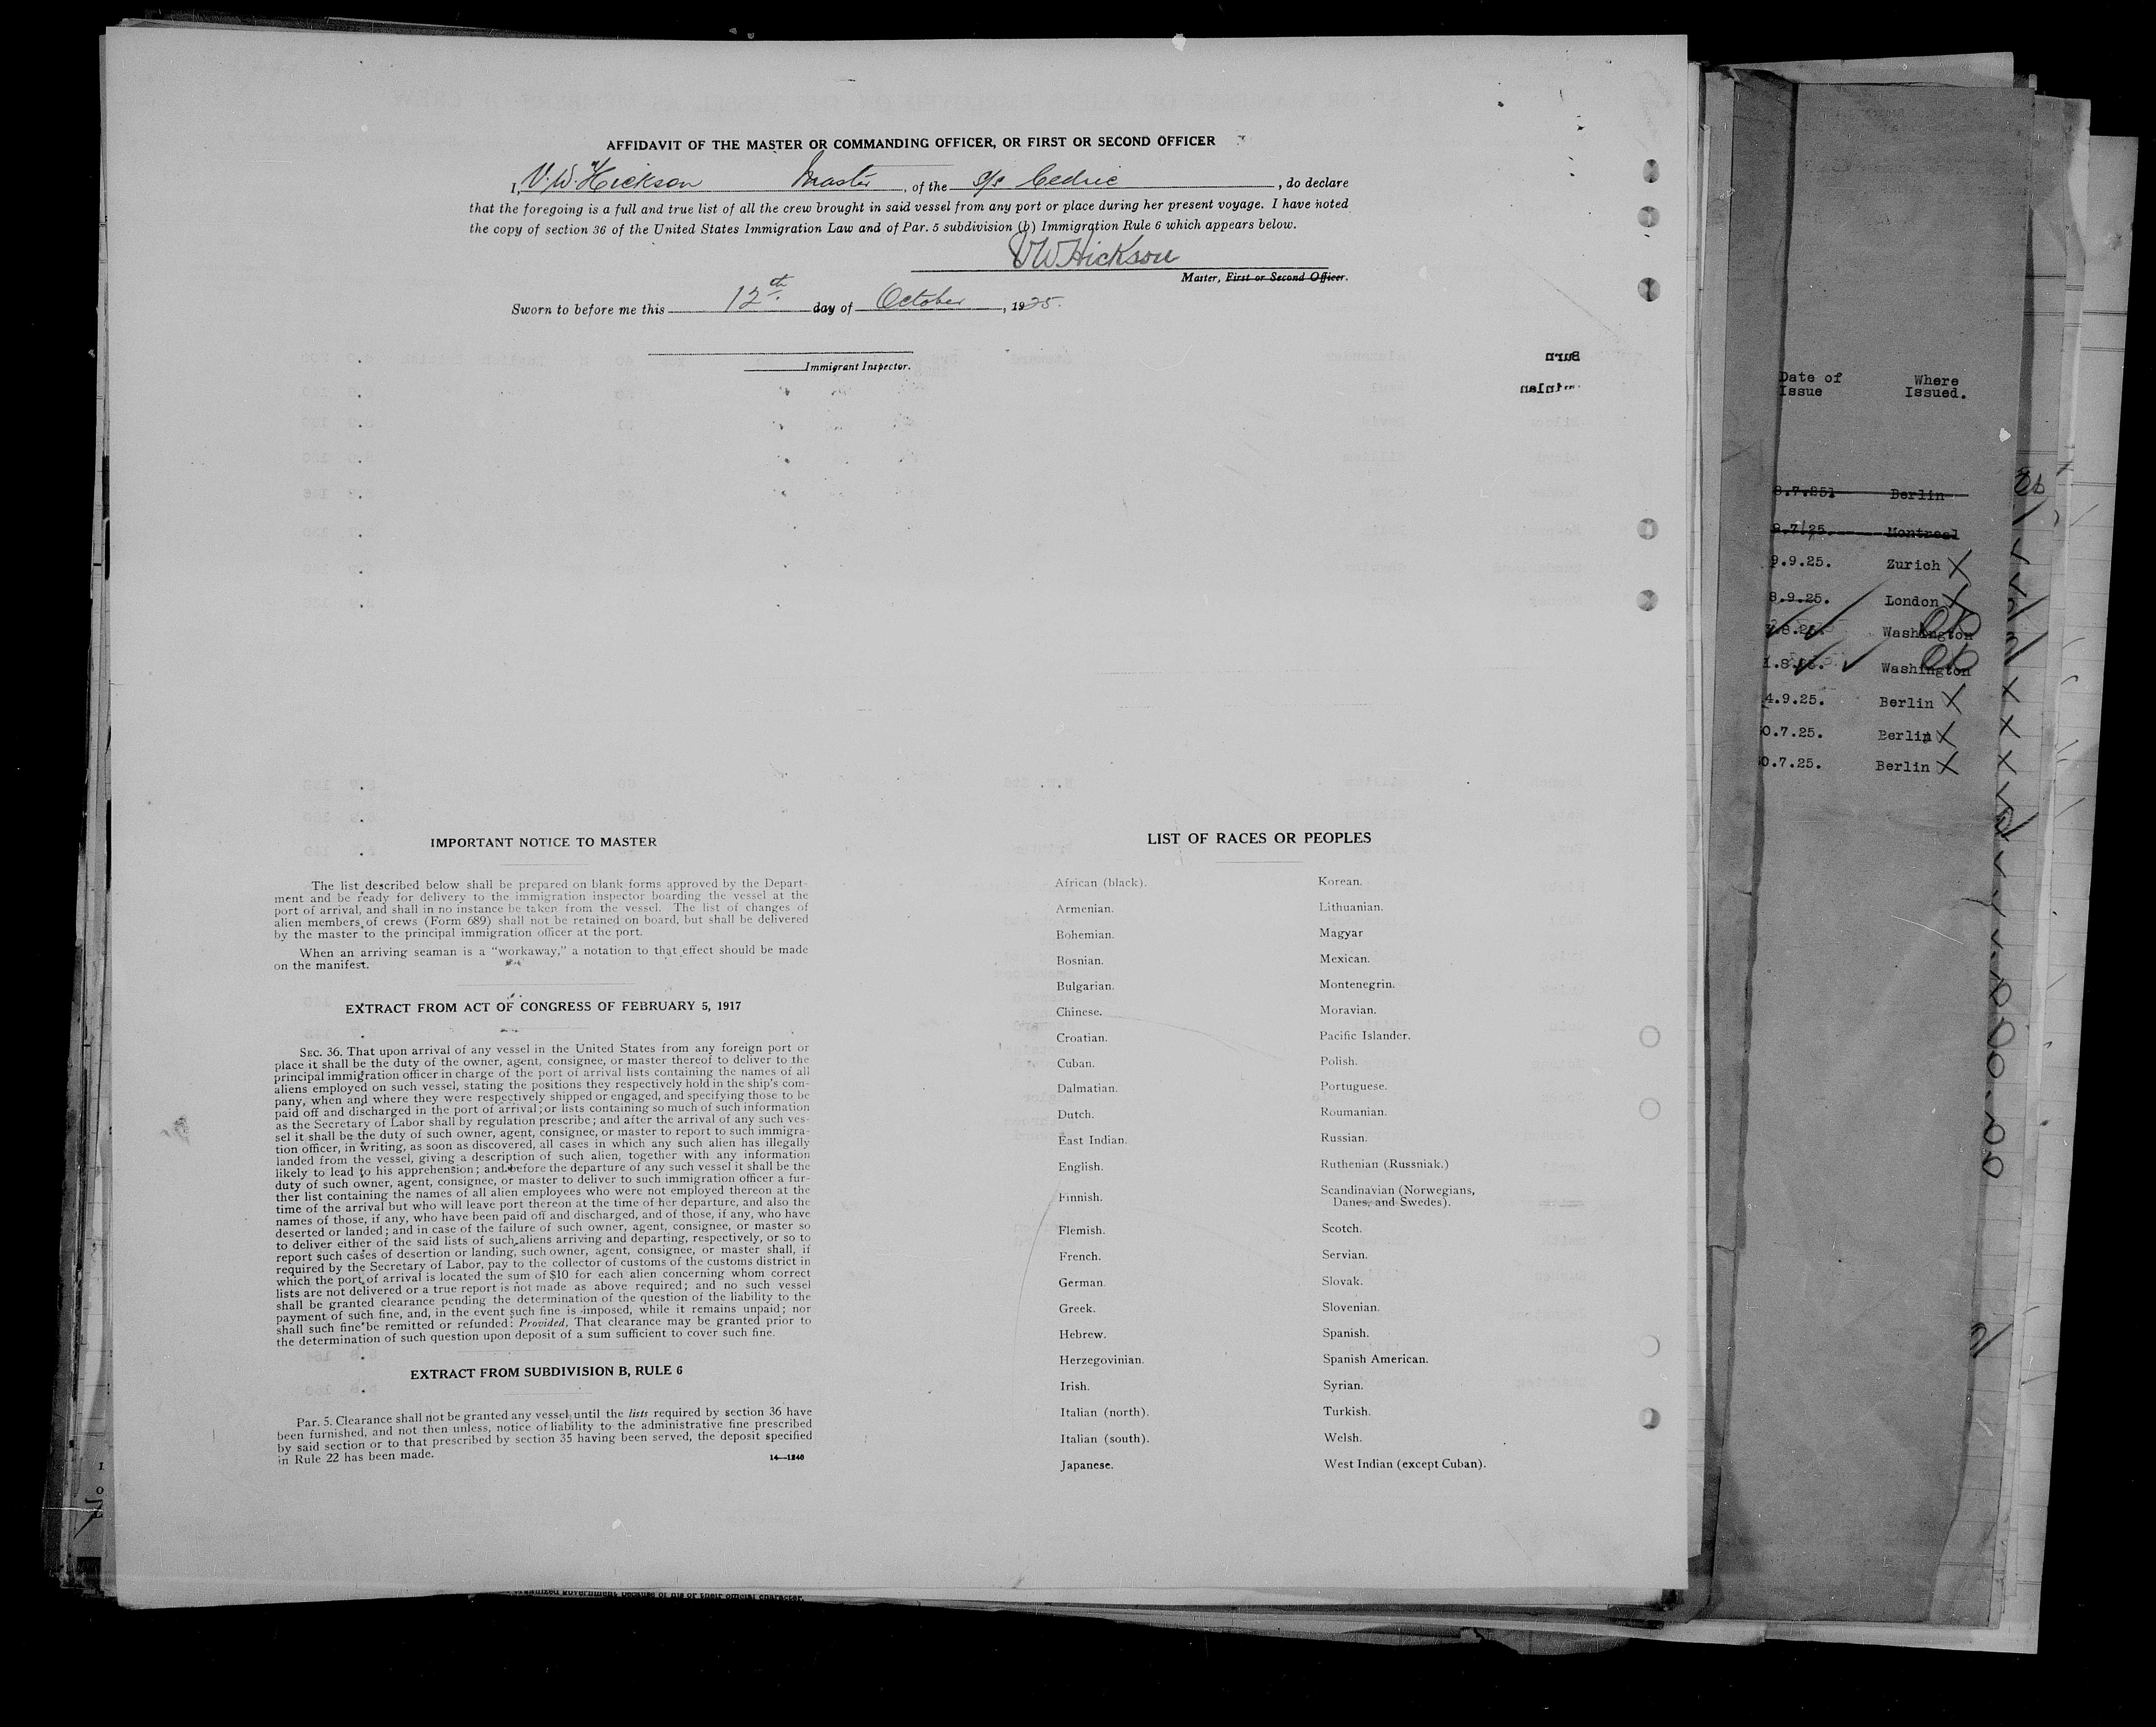 AFFIDAVIT OF THE MASTER OR COMMANDING OFFICER, OR FIRST OR SECOND OFFICER
I, V. W. Hickson Master, of the S/S Cedric, do declare
that the foregoing is a full and true list of all the crew brought in said vessel from any port or place during her present voyage. I have noted
the copy of section 36 of the United States Immigration Law and of Par. 5 subdivision (b) Immigration Rule 6 which appears below.
VW Hickson
Master, First or Second Officer.
Sworn to before me this 12th day of October, 1925.
Immigrant Inspector.
IMPORTANT NOTICE TO MASTER
The list described below shall be prepared on blank forms approved by the Depart-
ment and be ready for delivery to the immigration inspector boarding the vessel at the
port of arrival, and shall in no instance be taken from the vessel. The list of changes of
alien members of crews (Form 689) shall not be retained on board, but shall be delivered
by the master to the principal immigration officer at the port.
When an arriving seaman is a "workaway," a notation to that effect should be made
on the manifest.
EXTRACT FROM ACT OF CONGRESS OF FEBRUARY 5, 1917
SEC. 36. That upon arrival of any vessel in the United States from any foreign port or
place it shall be the duty of the owner, agent, consignee, or master thereof to deliver to the
principal immigration officer in charge of the port of arrival lists containing the names of all
aliens employed on such vessel, stating the positions they respectively hold in the ship's com-
pany, when and where they were respectively shipped or engaged, and specifying those to be
paid off and discharged in the port of arrival; or lists containing so much of such information
as the Secretary of Labor shall by regulation prescribe; and after the arrival of any such ves-
sel it shall be the duty of such owner, agent, consignee, or master to report to such immigra-
tion officer, in writing, as soon as discovered, all cases in which any such alien has illegally
landed from the vessel, giving a description of such alien, together with any information
likely to lead to his apprehension; and before the departure of any such vessel it shall be the
duty of such owner, agent, consignee, or master to deliver to such immigration officer a fur-
ther list containing the names of all alien employees who were not employed thereon at the
time of the arrival but who will leave port thereon at the time of her departure, and also the
names of those, if any, who have been paid off and discharged, and of those, if any, who have
deserted or landed; and in case of the failure of such owner, agent, consignee, or master so
to deliver either of the said lists of such aliens arriving and departing, respectively, or so to
report such cases of desertion or landing, such owner, agent, consignee, or master shall, if
required by the Secretary of Labor, pay to the collector of customs of the customs district in
which the port of arrival is located the sum of $10 for each alien concerning whom correct
lists are not delivered or a true report is not made as above required; and no such vessel
shall be granted clearance pending the determination of the question of the liability to the
payment of such fine, and, in the event such fine is imposed, while it remains unpaid; nor
shall such fine be remitted or refunded: Provided, That clearance may be granted prior to
the determination of such question upon deposit of a sum sufficient to cover such fine.
EXTRACT FROM SUBDIVISION B, RULE 6
Par. 5. Clearance shall not be granted any vessel until the lists required by section 36 have
been furnished, and not then unless, notice of liability to the administrative fine prescribed
by said section or to that prescribed by section 35 having been served, the deposit specified
in Rule 22 has been made.
14—1240
LIST OF RACES OR PEOPLES
African (black).
Armenian.
Bohemian.
Bosnian.
Bulgarian.
Chinese.
Croatian.
Cuban.
Dalmatian.
Dutch.
East Indian.
English.
Finnish.
Flemish.
French.
German.
Greek.
Hebrew.
Herzegovinian.
Irish.
Italian (north).
Italian (south).
Japanese.
Korean.
Lithuanian.
Magyar
Mexican.
Montenegrin.
Moravian.
Pacific Islander.
Polish.
Portuguese.
Roumanian.
Russian.
Ruthenian (Russniak.)
Scandinavian (Norwegians,
Danes, and Swedes).
Scotch.
Servian.
Slovak.
Slovenian.
Spanish.
Spanish American.
Syrian.
Turkish.
Welsh.
West Indian (except Cuban).
Date of Issue
Where Issued.
8.7.25. Berlin
9.7.25. Montreal
9.9.25. Zurich X
8.9.25. London X
.8.25. Washington
1.8.25. Washington
4.9.25. Berlin X
0.7.25. Berlin X
0.7.25. Berlin X
organized government because of his or their official character.